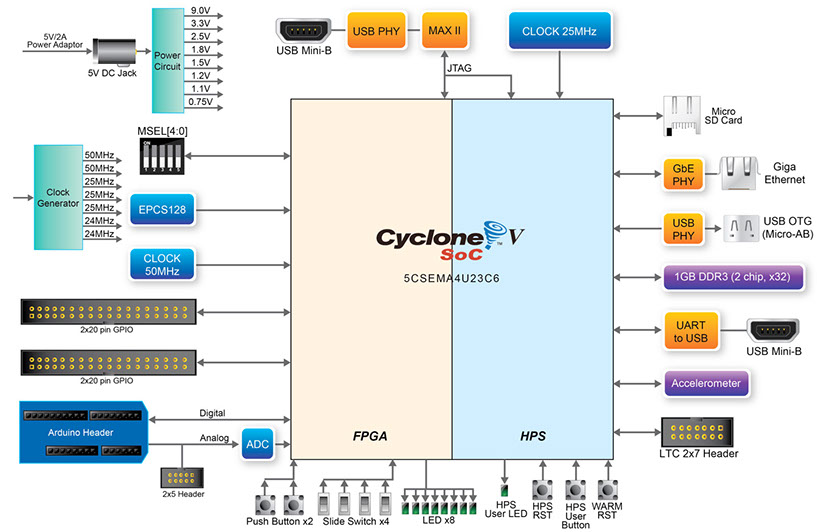 5V/2A
Power Adaptor
5V DC Jack
Power
Circuit
9.0V
3.3V
2.5V
1.8V
1.5V
1.2V
1.1V
0.75V
USB Mini-B
USB PHY
MAX II
JTAG
CLOCK 25MHz
MSEL[4:0]
ON
1 2 3 4 5
Clock
Generator
50MHz
50MHz
25MHz
25MHz
25MHz
24MHz
24MHz
EPCS128
CLOCK
50MHz
2x20 pin GPIO
2x20 pin GPIO
Arduino Header
Digital
Analog
ADC
2x5 Header
Cyclone V
TM
SoC
5CSEMA4U23C6
FPGA
HPS
Micro
SD Card
GbE
PHY
Giga
Ethernet
USB
PHY
USB OTG
(Micro-AB)
1GB DDR3 (2 chip, x32)
UART
to USB
USB Mini-B
Accelerometer
LTC 2x7 Header
Push Button x2
Slide Switch x4
LED x8
HPS
User LED
HPS
RST
HPS
User
Button
WARM
RST